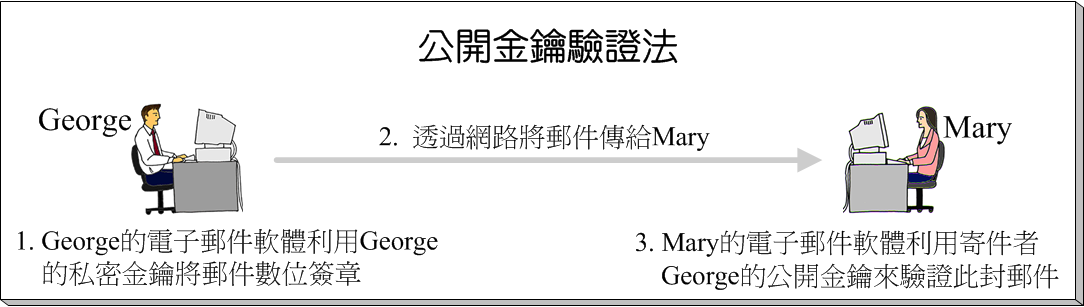 公開金鑰驗證法
George
2. 透過網路將郵件傳給Mary
Mary
1. George的電子郵件軟體利用George
的私密金鑰將郵件數位簽章
3. Mary的電子郵件軟體利用寄件者
George的公開金鑰來驗證此封郵件